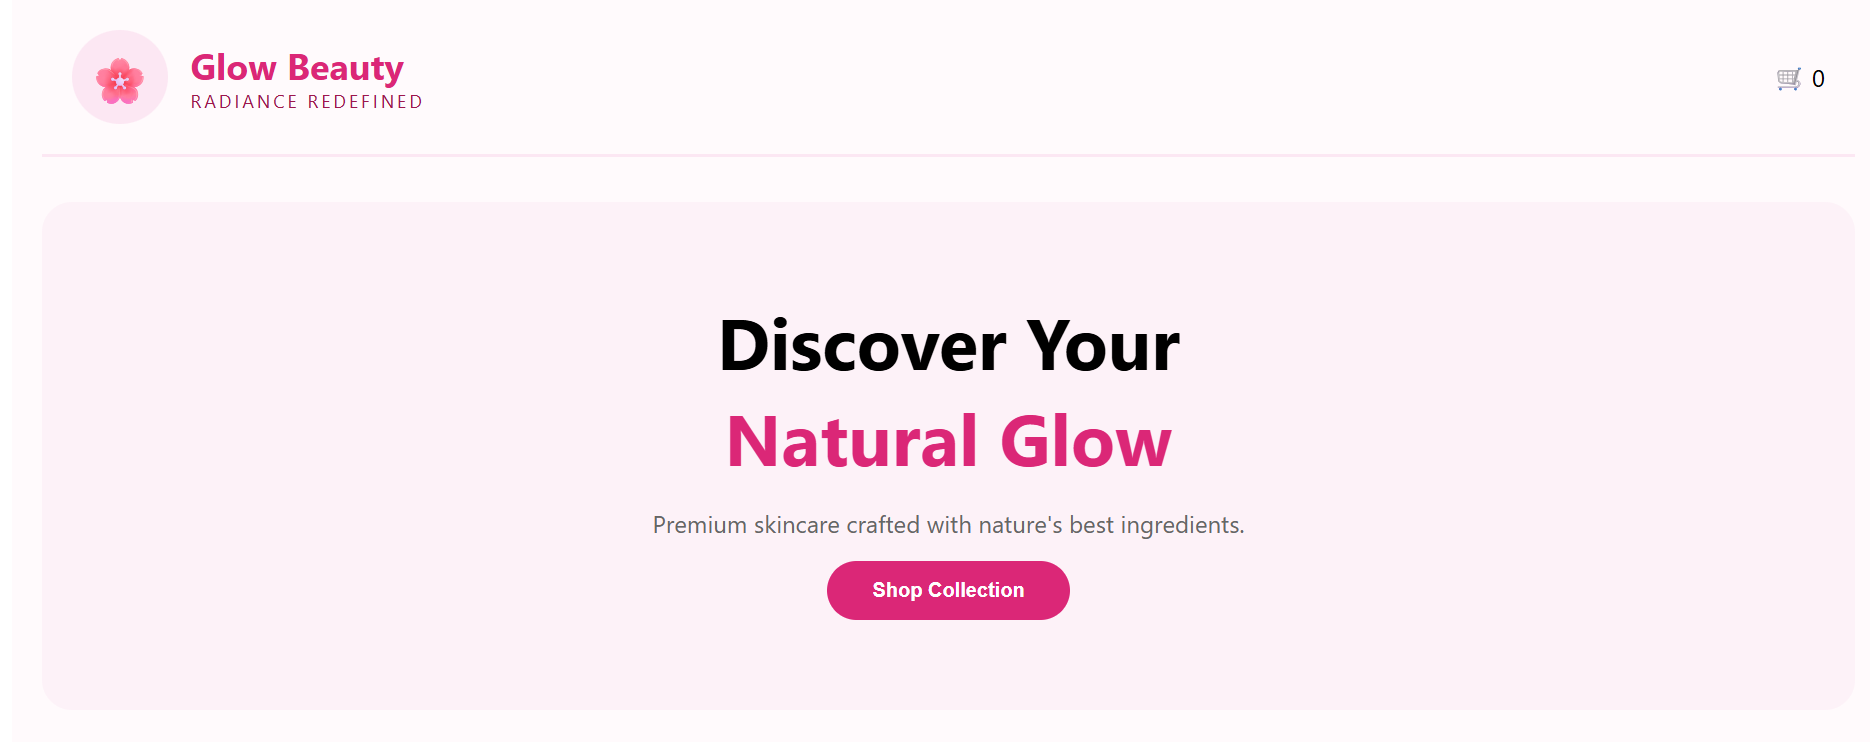 Glow Beauty
RADIANCE REDEFINED
0
Discover Your
Natural Glow
Premium skincare crafted with nature's best ingredients.
Shop Collection